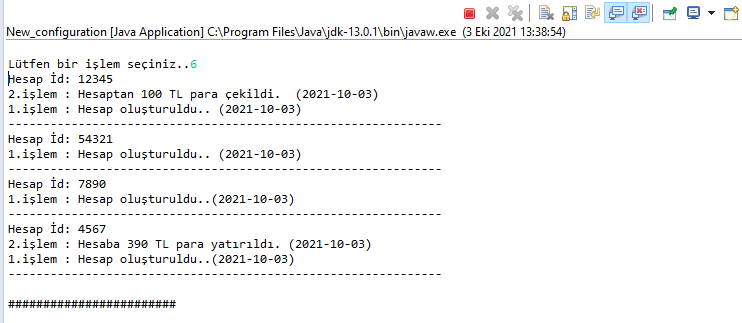 New_configuration [Java Application] C:\Program Files\Java\jdk-13.0.1\bin\javaw.exe (3 Eki 2021 13:38:54)
Lütfen bir işlem seçiniz..6
Hesap İd: 12345
2.işlem : Hesaptan 100 TL para çekildi.  (2021-10-03)
1.işlem : Hesap oluşturuldu.. (2021-10-03)
--------------------------------------------------------------
Hesap İd: 54321
1.işlem : Hesap oluşturuldu.. (2021-10-03)
--------------------------------------------------------------
Hesap İd: 7890
1.işlem : Hesap oluşturuldu..(2021-10-03)
--------------------------------------------------------------
Hesap İd: 4567
2.işlem : Hesaba 390 TL para yatırıldı. (2021-10-03)
1.işlem : Hesap oluşturuldu..(2021-10-03)
--------------------------------------------------------------
########################